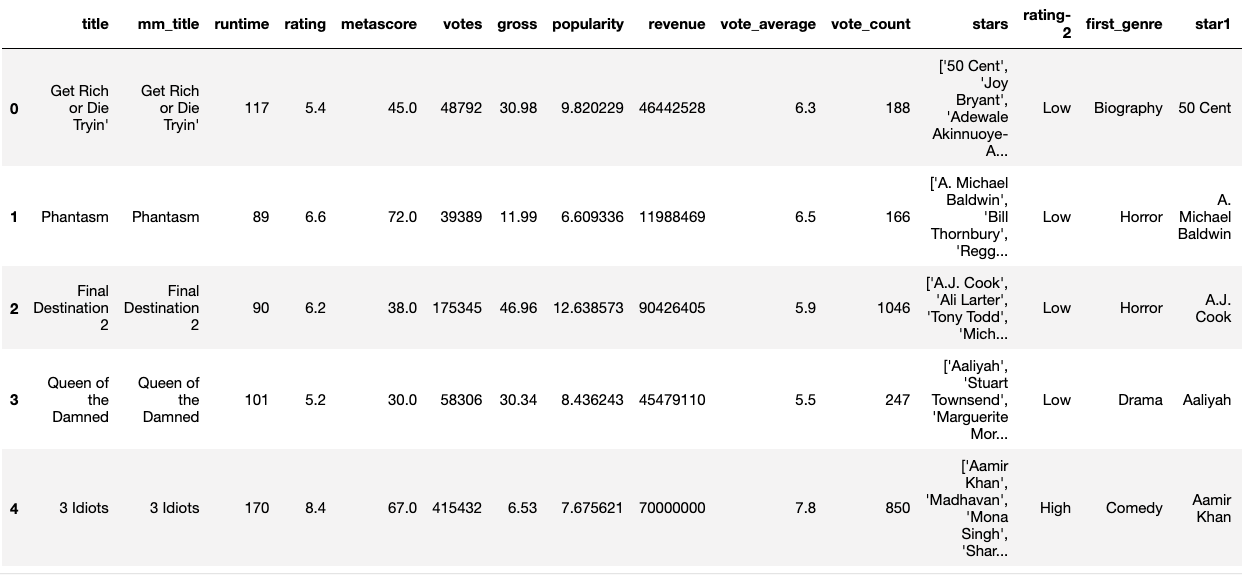 title mm_title runtime rating metascore votes gross popularity revenue vote_average vote_count stars rating-2 first_genre star1
0 Get Rich or Die Tryin' Get Rich or Die Tryin' 117 5.4 45.0 48792 30.98 9.820229 46442528 6.3 188 ['50 Cent', 'Joy Bryant', 'Adewale Akinnuoye-A... Low Biography 50 Cent
1 Phantasm Phantasm 89 6.6 72.0 39389 11.99 6.609336 11988469 6.5 166 ['A. Michael Baldwin', 'Bill Thornbury', 'Regg... Low Horror A. Michael Baldwin
2 Final Destination 2 Final Destination 2 90 6.2 38.0 175345 46.96 12.638573 90426405 5.9 1046 ['A.J. Cook', 'Ali Larter', 'Tony Todd', 'Mich... Low Horror A.J. Cook
3 Queen of the Damned Queen of the Damned 101 5.2 30.0 58306 30.34 8.436243 45479110 5.5 247 ['Aaliyah', 'Stuart Townsend', 'Marguerite Mor... Low Drama Aaliyah
4 3 Idiots 3 Idiots 170 8.4 67.0 415432 6.53 7.675621 70000000 7.8 850 ['Aamir Khan', 'Madhavan', 'Mona Singh', 'Shar... High Comedy Aamir Khan